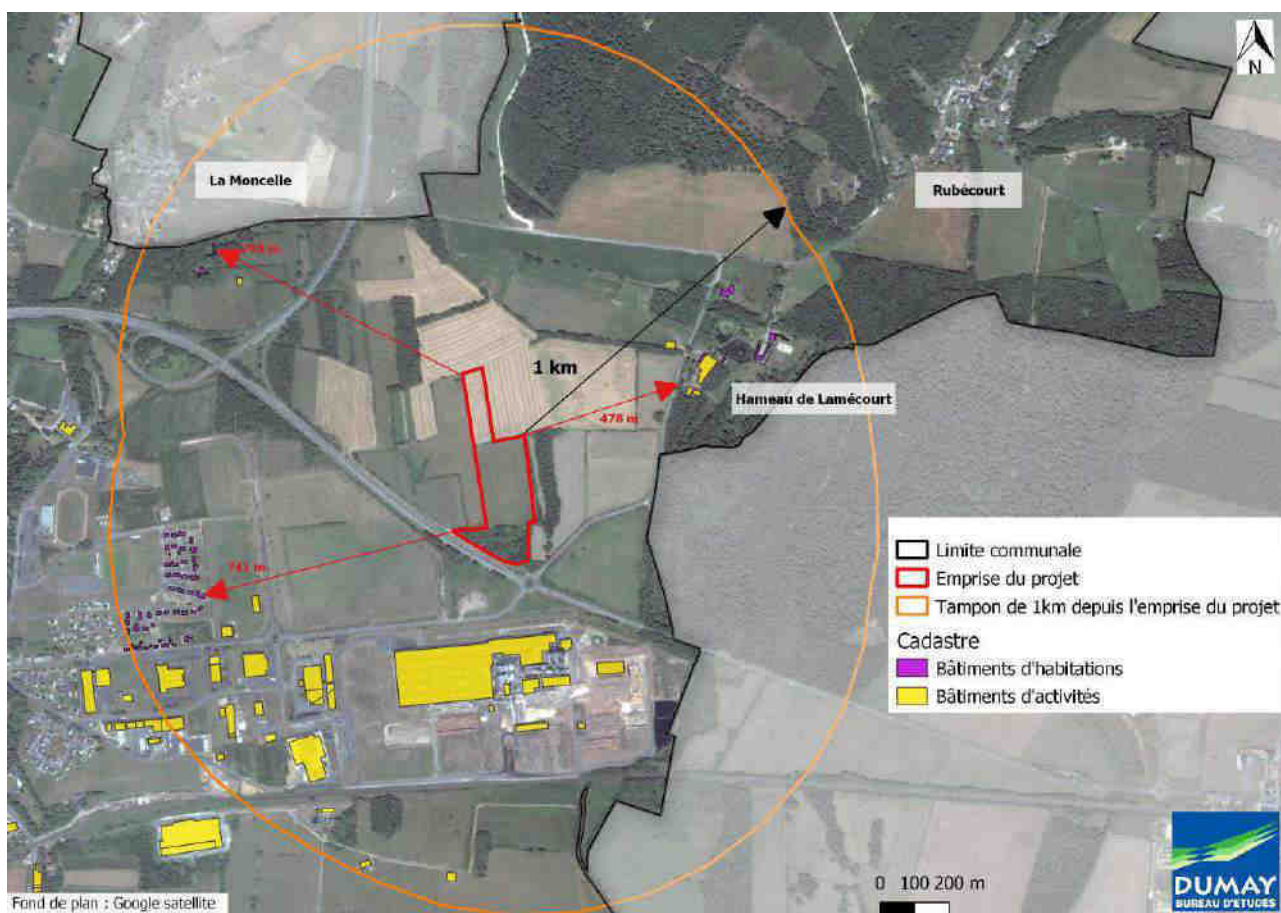 N
La Moncelle
Rubécourt
1 km
Hameau de Lamécourt
478 m
741 m
Limite communale
Emprise du projet
Tampon de 1km depuis l'emprise du projet
Cadastre
Bâtiments d'habitations
Bâtiments d'activités
0 100 200 m
Fond de plan : Google satellite
DUMAY
BUREAU D'ETUDES